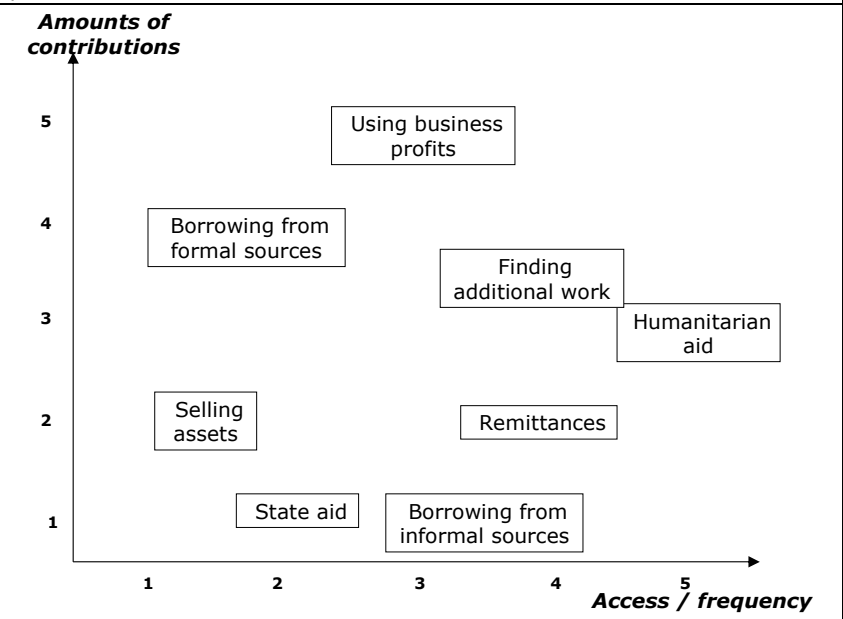 Amounts of
contributions
5
Using business
profits
4
Borrowing from
formal sources
Finding
additional work
3
Humanitarian
aid
Selling
assets
2
Remittances
State aid
Borrowing from
informal sources
1
1 2 3 4 5
Access / frequency